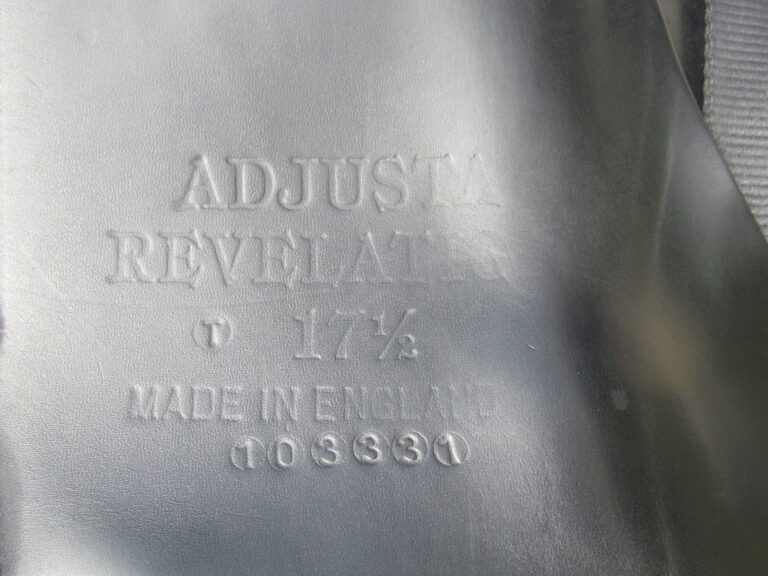 ADJUSTA
REVELATION
T 17½
MADE IN ENGLAND
103331